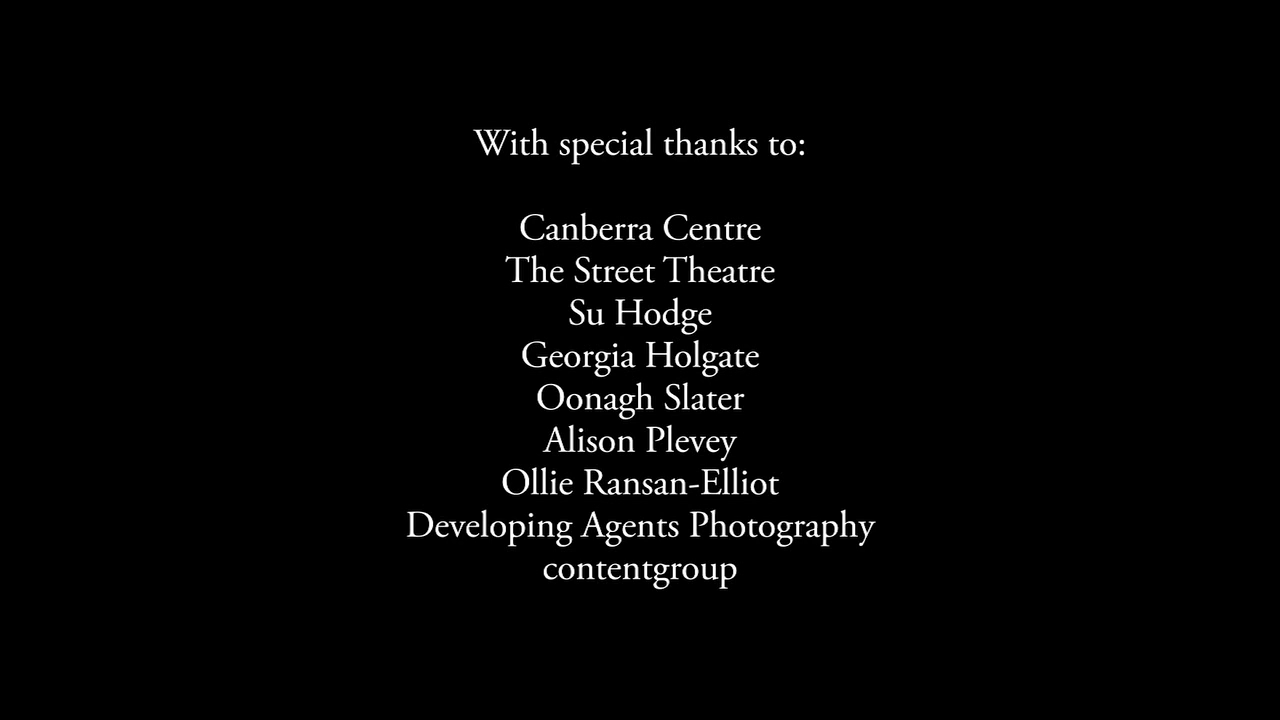 With special thanks to:
Canberra Centre
The Street Theatre
Su Hodge
Georgia Holgate
Oonagh Slater
Alison Plevey
Ollie Ransan-Elliot
Developing Agents Photography
contentgroup